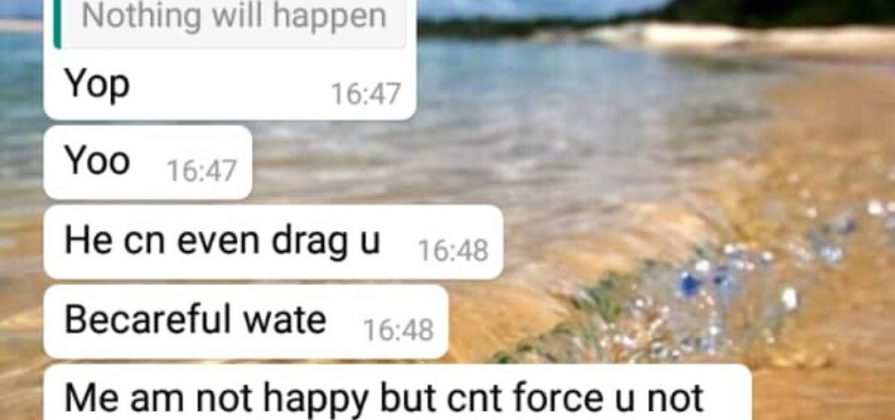 Nothing will happen
Yop 16:47
Yoo 16:47
He cn even drag u 16:48
Becareful wate 16:48
Me am not happy but cnt force u not